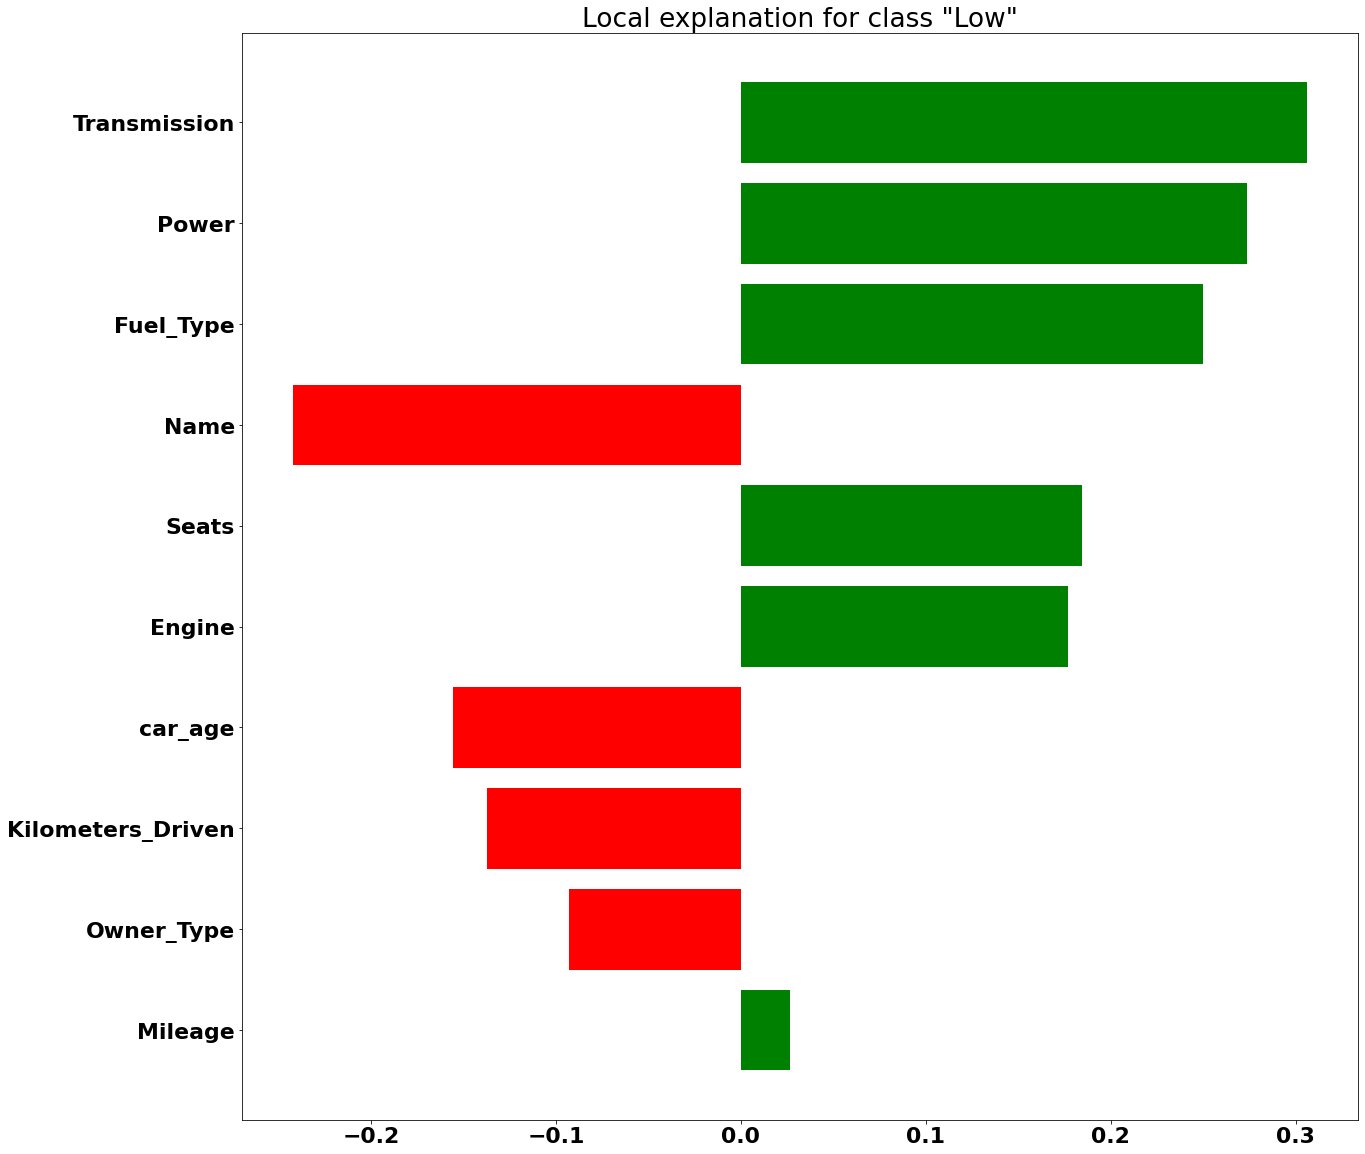 Local explanation for class "Low"
Transmission
Power
Fuel_Type
Name
Seats
Engine
car_age
Kilometers_Driven
Owner_Type
Mileage
−0.2 −0.1 0.0 0.1 0.2 0.3